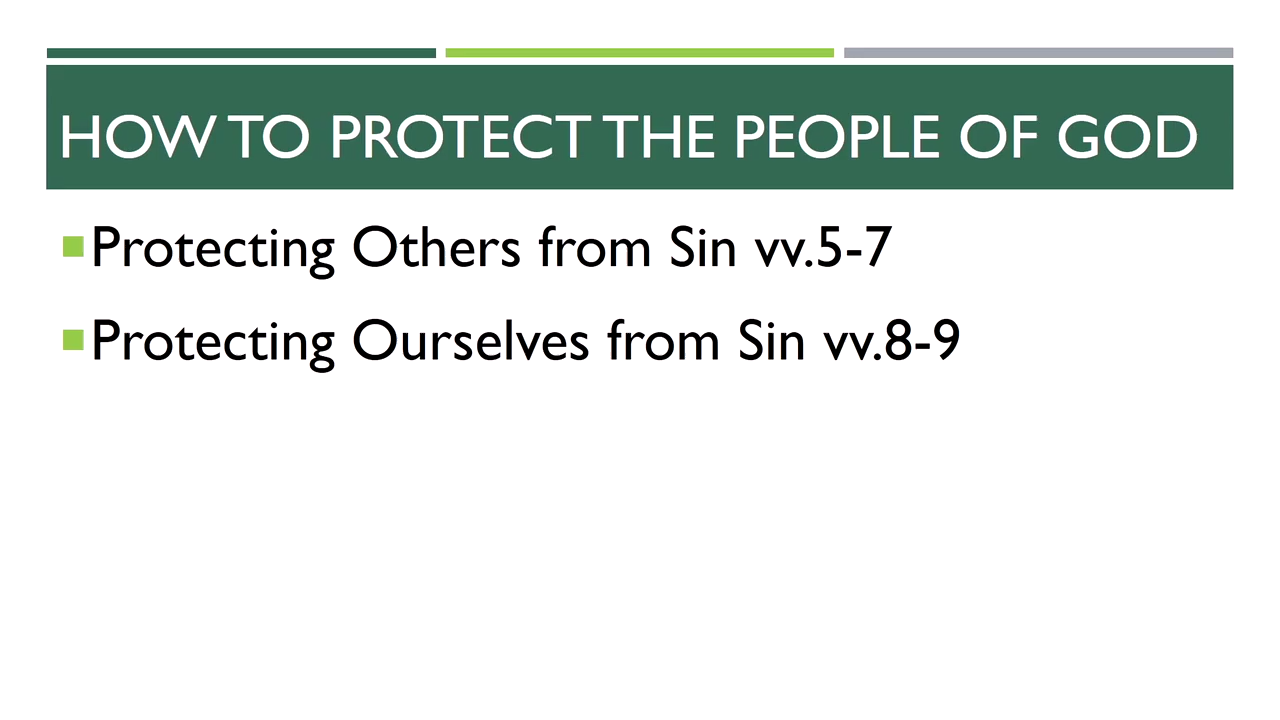 HOW TO PROTECT THE PEOPLE OF GOD
Protecting Others from Sin vv.5-7
Protecting Ourselves from Sin vv.8-9